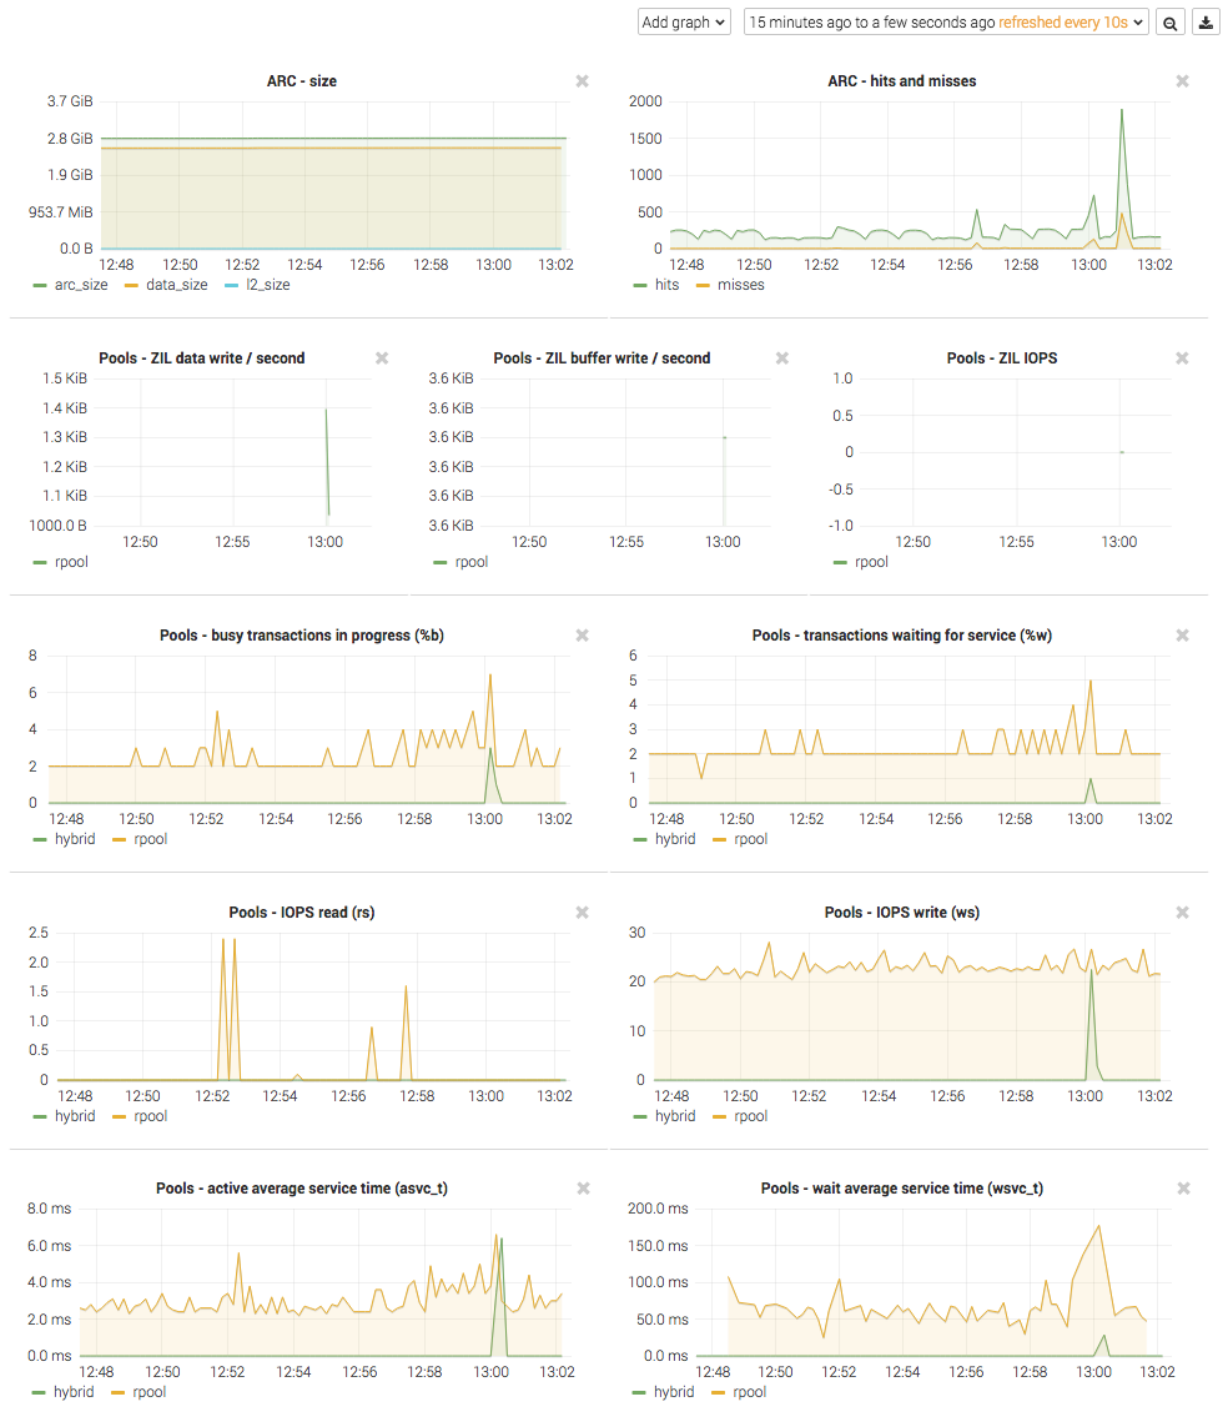 Add graph
15 minutes ago to a few seconds ago refreshed every 10s
ARC - size
3.7 GiB
2.8 GiB
1.9 GiB
953.7 MiB
0.0 B
12:48 12:50 12:52 12:54 12:56 12:58 13:00 13:02
arc_size data_size l2_size
ARC - hits and misses
2000
1500
1000
500
0
12:48 12:50 12:52 12:54 12:56 12:58 13:00 13:02
hits misses
Pools - ZIL data write / second
1.5 KiB
1.4 KiB
1.3 KiB
1.2 KiB
1.1 KiB
1000.0 B
12:50 12:55 13:00
rpool
Pools - ZIL buffer write / second
3.6 KiB
3.6 KiB
3.6 KiB
3.6 KiB
3.6 KiB
3.6 KiB
12:50 12:55 13:00
rpool
Pools - ZIL IOPS
1.0
0.5
0
-0.5
-1.0
12:50 12:55 13:00
rpool
Pools - busy transactions in progress (%b)
8
6
4
2
0
12:48 12:50 12:52 12:54 12:56 12:58 13:00 13:02
hybrid rpool
Pools - transactions waiting for service (%w)
6
5
4
3
2
1
0
12:48 12:50 12:52 12:54 12:56 12:58 13:00 13:02
hybrid rpool
Pools - IOPS read (rs)
2.5
2.0
1.5
1.0
0.5
0
12:48 12:50 12:52 12:54 12:56 12:58 13:00 13:02
hybrid rpool
Pools - IOPS write (ws)
30
20
10
0
12:48 12:50 12:52 12:54 12:56 12:58 13:00 13:02
hybrid rpool
Pools - active average service time (asvc_t)
8.0 ms
6.0 ms
4.0 ms
2.0 ms
0.0 ms
12:48 12:50 12:52 12:54 12:56 12:58 13:00 13:02
hybrid rpool
Pools - wait average service time (wsvc_t)
200.0 ms
150.0 ms
100.0 ms
50.0 ms
0.0 ms
12:48 12:50 12:52 12:54 12:56 12:58 13:00 13:02
hybrid rpool